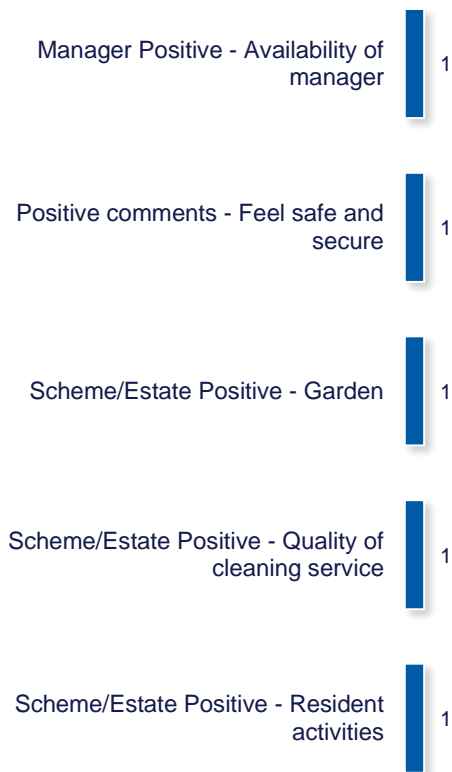 Manager Positive - Availability of
manager
1
Positive comments - Feel safe and
secure
1
Scheme/Estate Positive - Garden
1
Scheme/Estate Positive - Quality of
cleaning service
1
Scheme/Estate Positive - Resident
activities
1